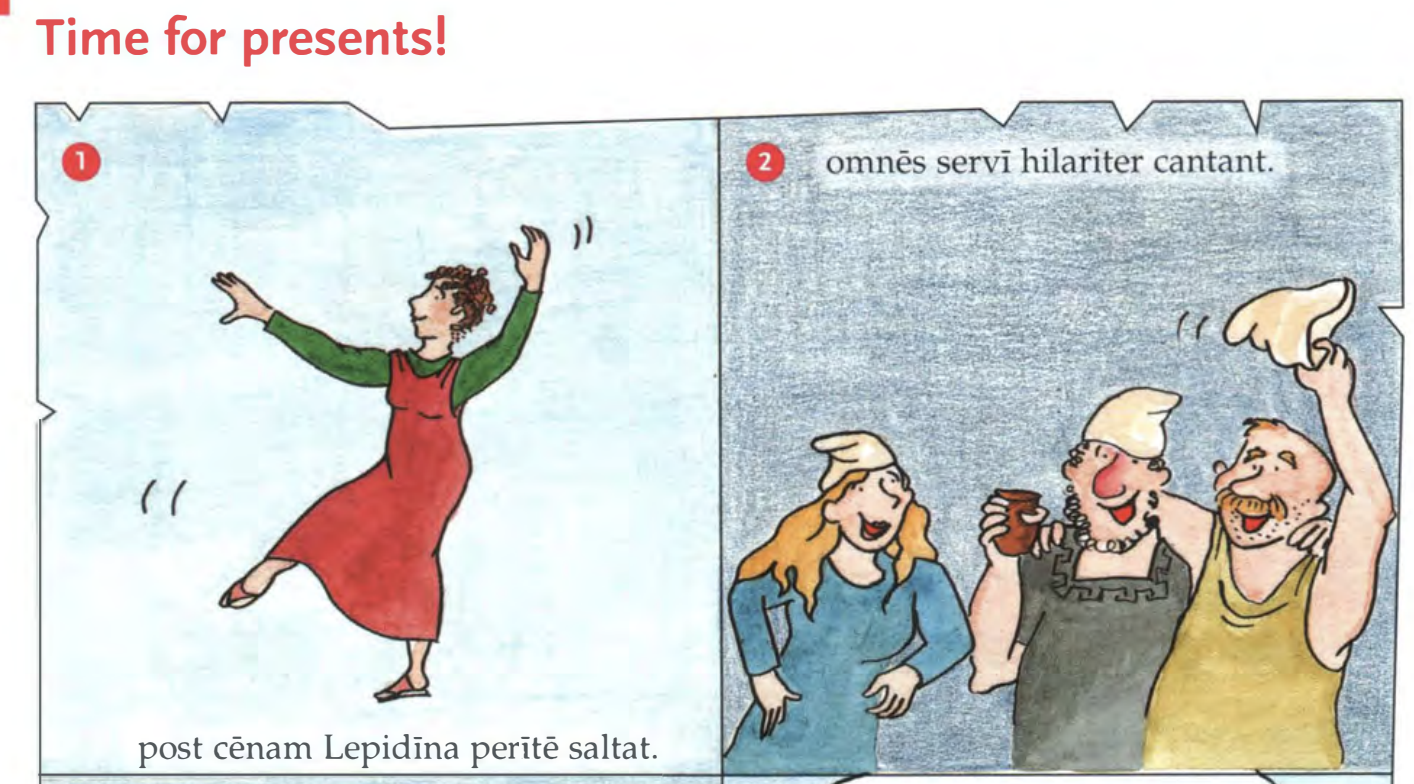 Time for presents!
1
post cēnam Lepidīna perītē saltat.
2
omnēs servī hilariter cantant.